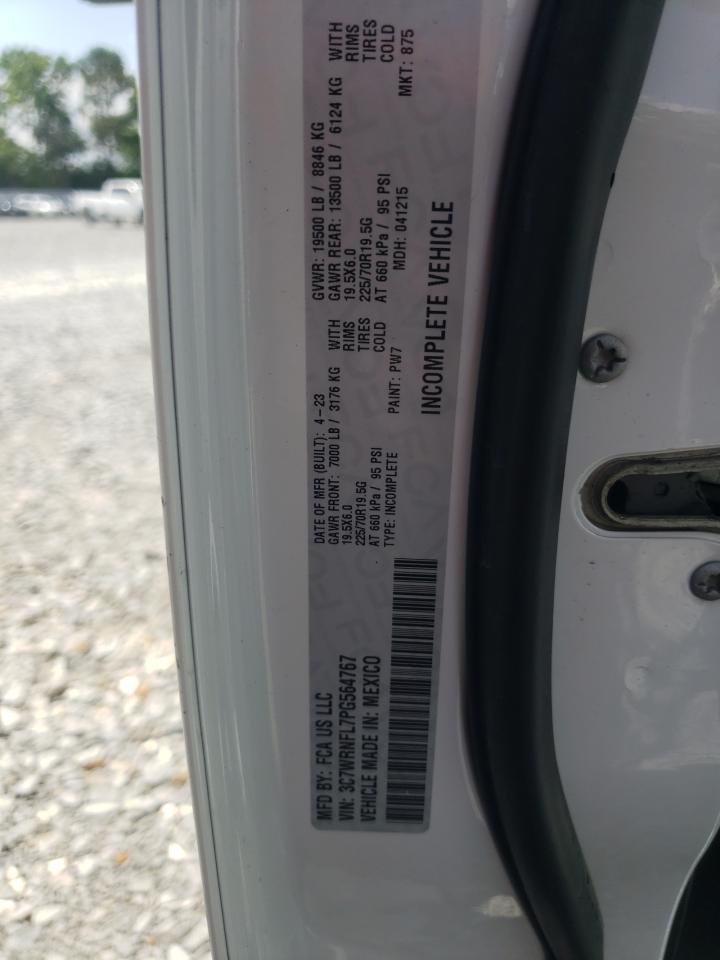 MFD BY: FCA US LLC
DATE OF MFR (BUILT): 4-23
GVWR: 19500 LB / 8846 KG
GAWR FRONT: 7000 LB / 3176 KG WITH
19.5X6.0 RIMS
225/70R19.5G TIRES
AT 660 kPa / 95 PSI COLD
GAWR REAR: 13500 LB / 6124 KG WITH
19.5X6.0 RIMS
225/70R19.5G TIRES
AT 660 kPa / 95 PSI COLD
VIN: 3C7WRNFL7PG564767
TYPE: INCOMPLETE
PAINT: PW7
MDH: 041215
MKT: 875
VEHICLE MADE IN: MEXICO
INCOMPLETE VEHICLE